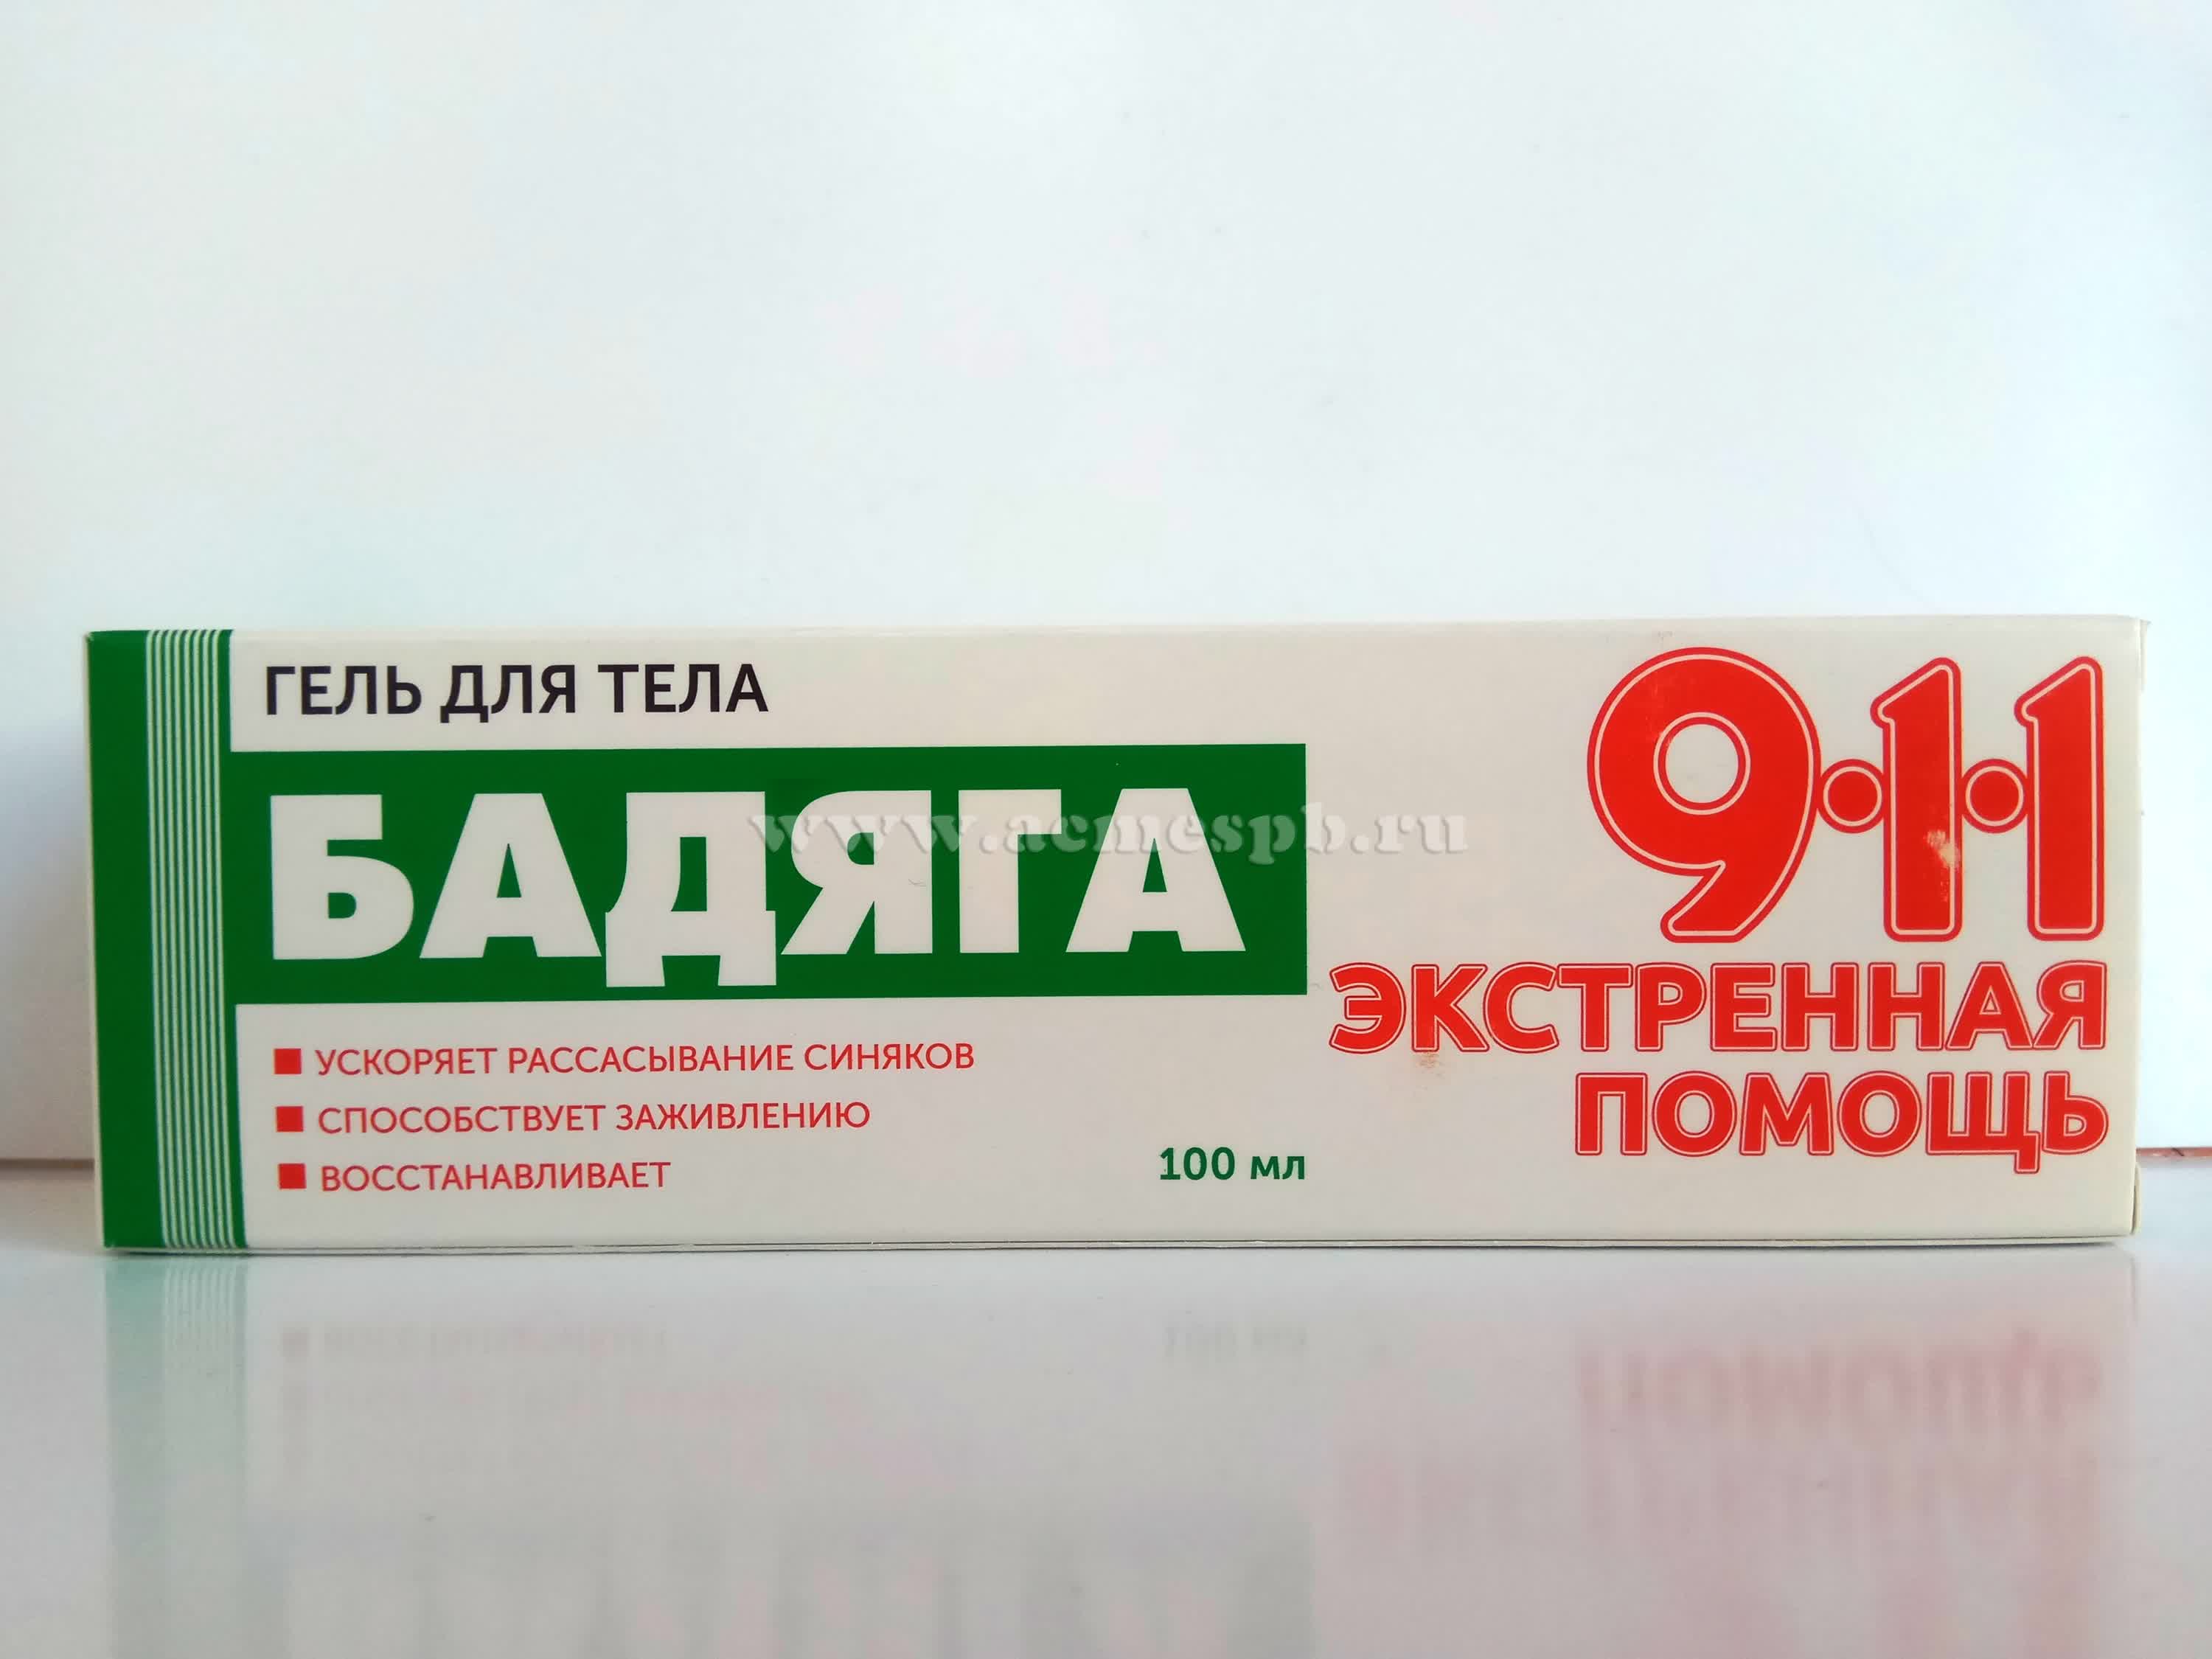 ГЕЛЬ ДЛЯ ТЕЛА
БАДЯГА
www.acmespb.ru
УСКОРЯЕТ РАССАСЫВАНИЕ СИНЯКОВ
СПОСОБСТВУЕТ ЗАЖИВЛЕНИЮ
ВОССТАНАВЛИВАЕТ
100 мл
9·1·1
ЭКСТРЕННАЯ
ПОМОЩЬ